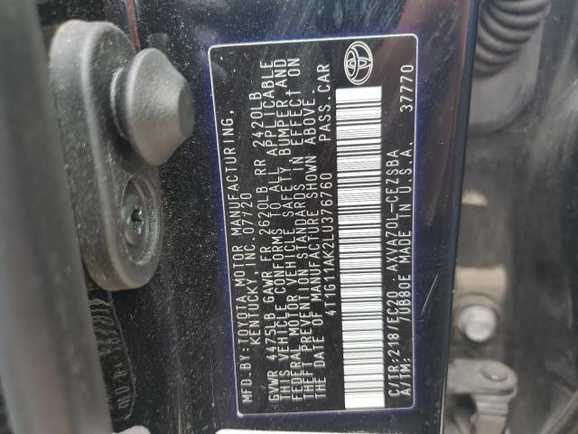 MFD.BY:TOYOTA MOTOR MANUFACTURING,
KENTUCKY, INC. 07/20
GVWR 4475LB GAWR FR 2620LB RR 2420LB
THIS VEHICLE CONFORMS TO ALL APPLICABLE
FEDERAL MOTOR VEHICLE SAFETY, BUMPER AND
THEFT PREVENTION STANDARDS IN EFFECT ON
THE DATE OF MANUFACTURE SHOWN ABOVE.
4T1G11AK2LU376760 PASS.CAR
C/TR:218/EC20 AXVA70L-CEZSBA
A/TM: /UB80E MADE IN U.S.A. 37770